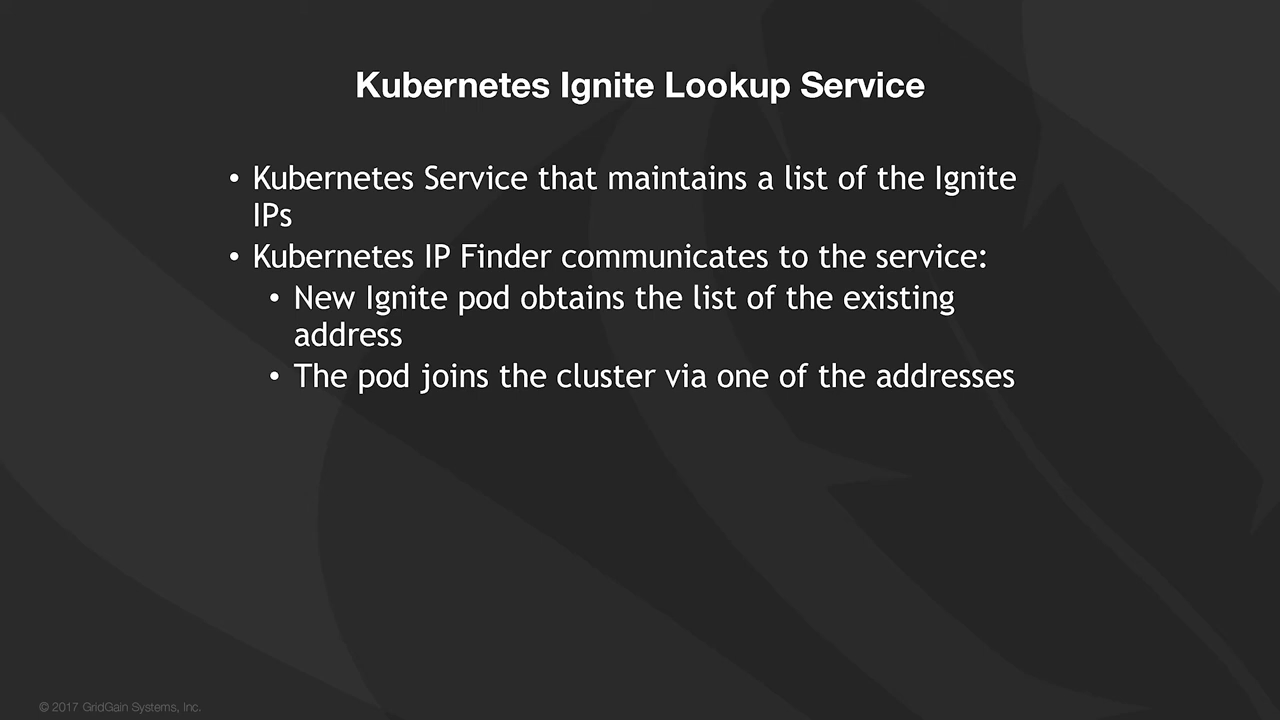 Kubernetes Ignite Lookup Service
• Kubernetes Service that maintains a list of the Ignite
IPs
• Kubernetes IP Finder communicates to the service:
• New Ignite pod obtains the list of the existing
address
• The pod joins the cluster via one of the addresses
© 2017 GridGain Systems, Inc.